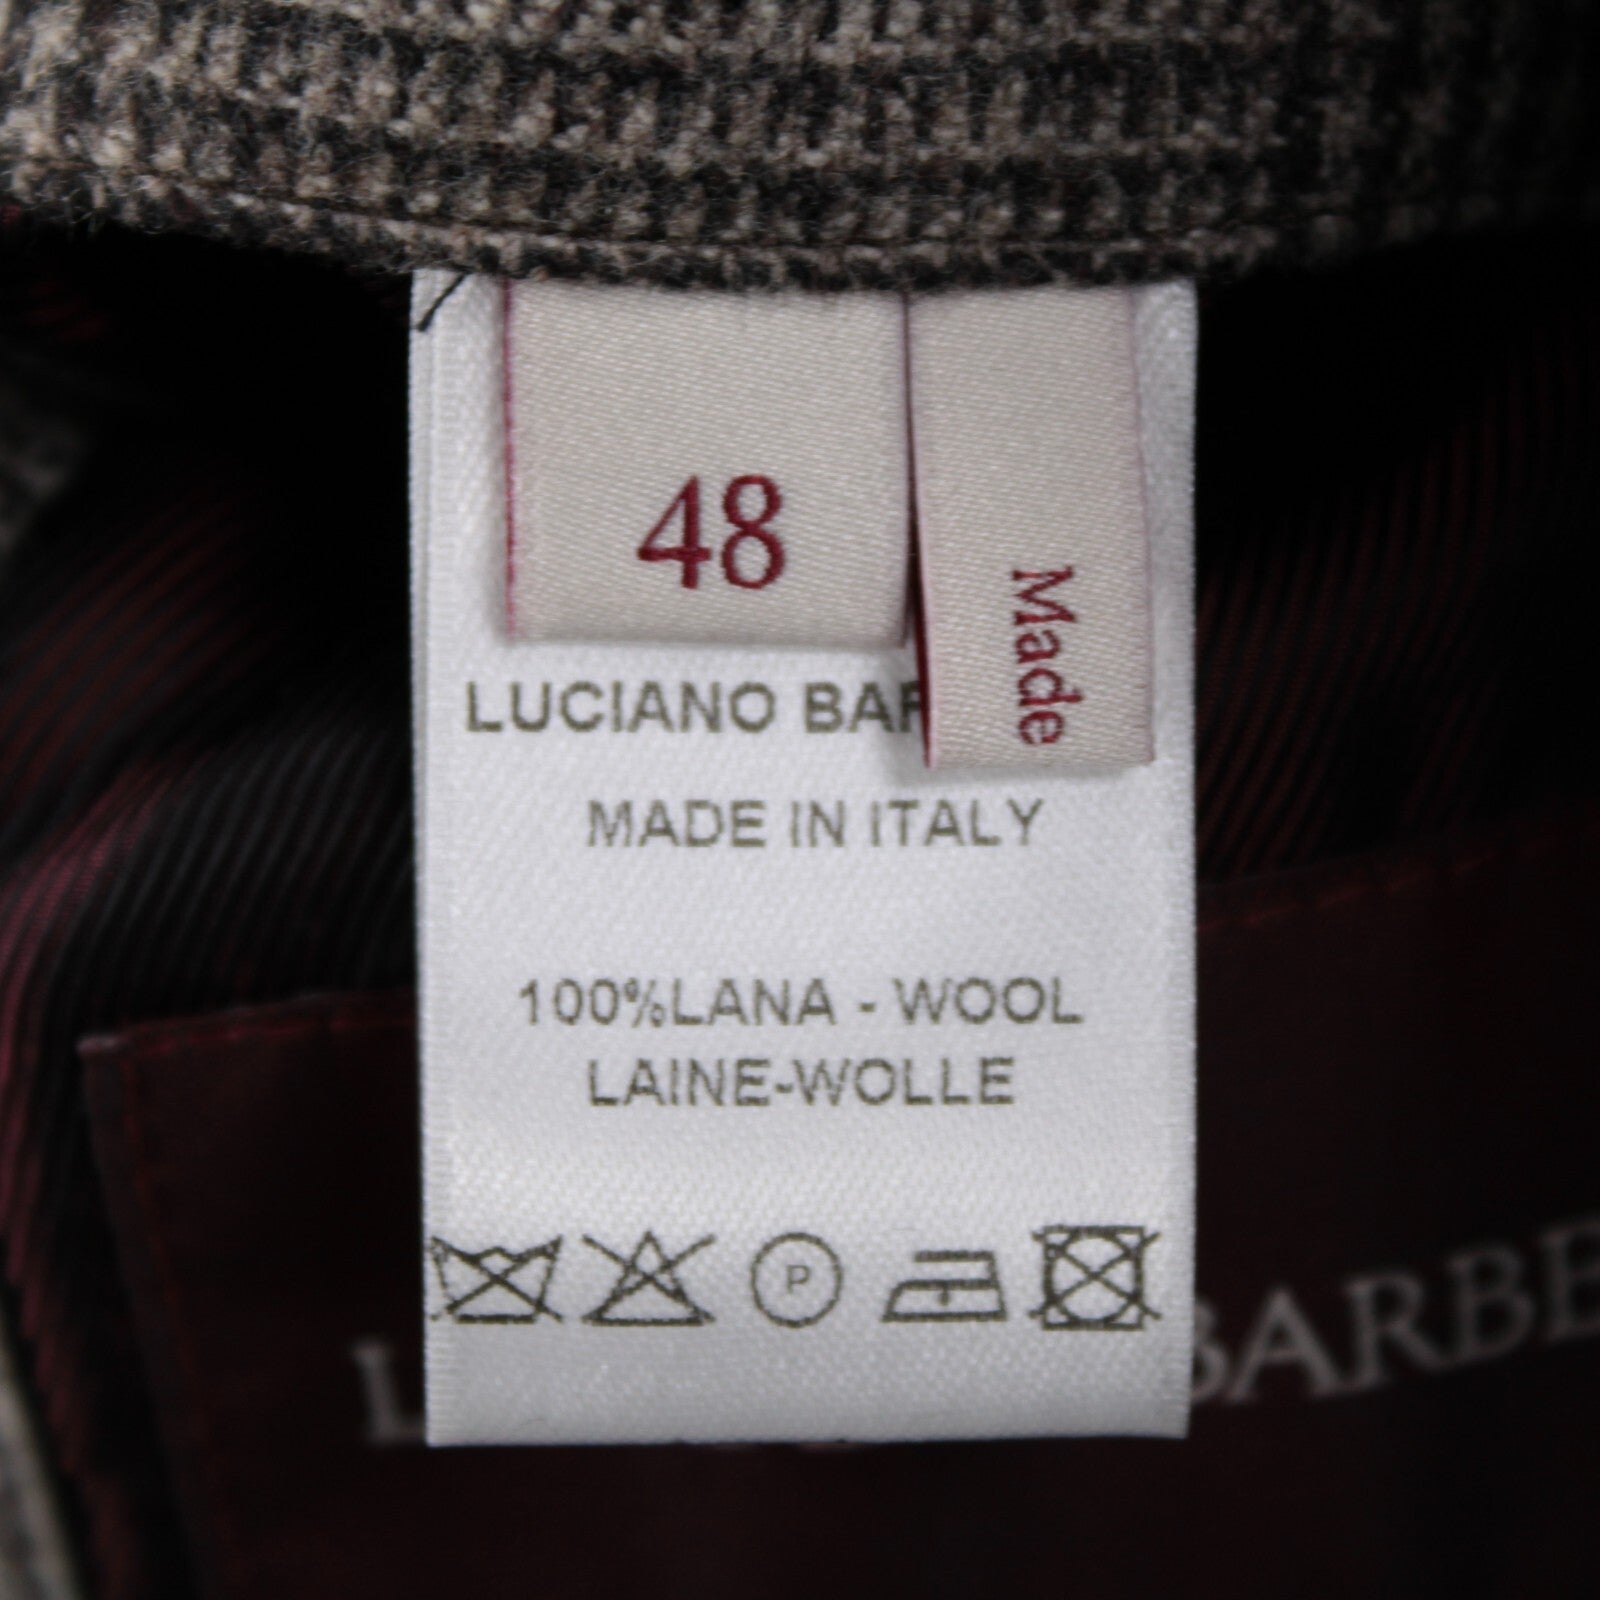 48
Made
LUCIANO BAR
MADE IN ITALY
100%LANA - WOOL
LAINE-WOLLE
P
L. BARBE